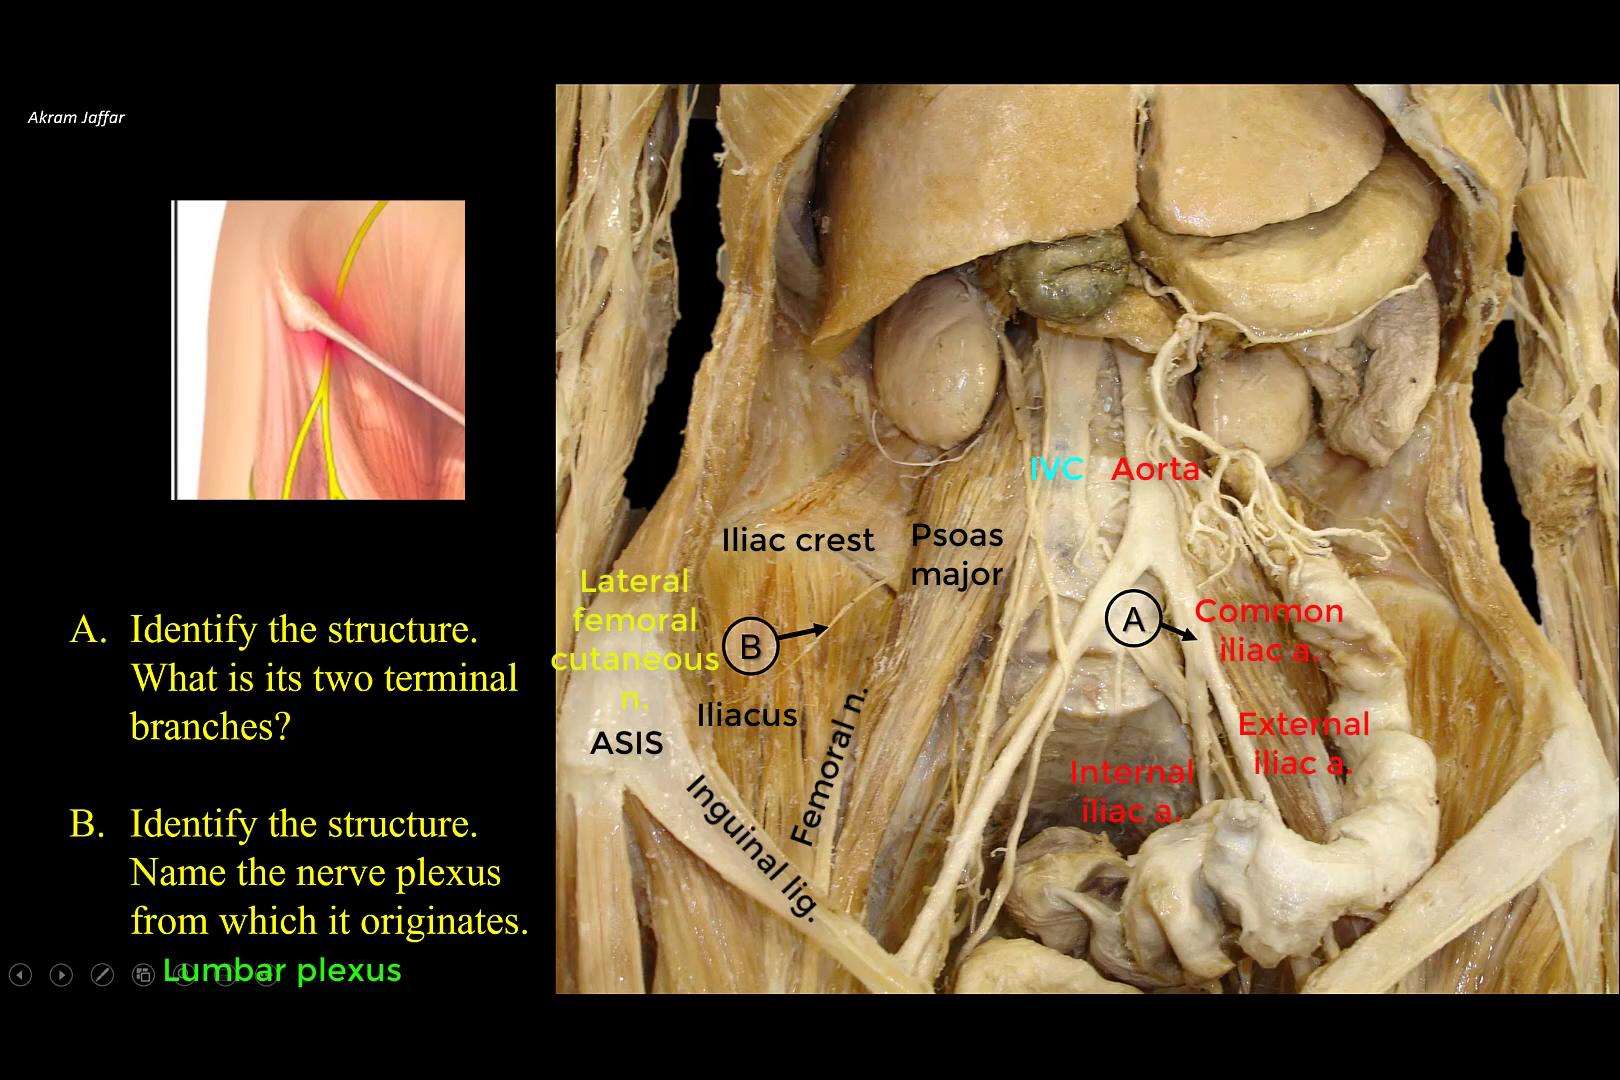 Akram Jaffar
A. Identify the structure.
What is its two terminal
branches?
B. Identify the structure.
Name the nerve plexus
from which it originates.
Lumbar plexus
IVC
Aorta
Iliac crest
Psoas
major
Lateral
femoral
cutaneous
n.
B
A
Common
iliac a.
Iliacus
ASIS
External
iliac a.
Internal
iliac a.
Femoral n.
Inguinal lig.